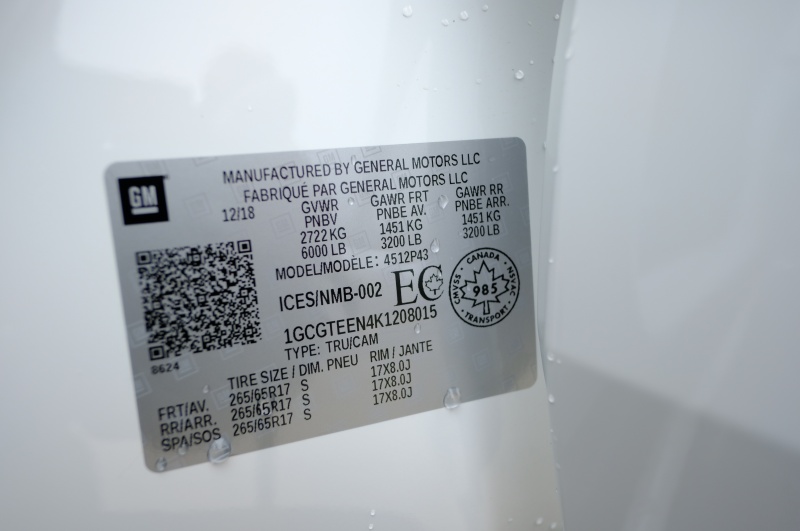 GM
MANUFACTURED BY GENERAL MOTORS LLC
FABRIQUÉ PAR GENERAL MOTORS LLC
12/18
GVWR GAWR FRT GAWR RR
PNBV PNBE AV. PNBE ARR.
2722 KG 1451 KG 1451 KG
6000 LB 3200 LB 3200 LB
MODEL/MODÈLE: 4512P43
ICES/NMB-002 EC
CANADA
CMVSS 985 NSVAC
TRANSPORT
1GCGTEEN4K1208015
TYPE: TRU/CAM
8624
TIRE SIZE / DIM. PNEU RIM / JANTE
FRT/AV. 265/65R17 S 17X8.0J
RR/ARR. 265/65R17 S 17X8.0J
SPA/SOS 265/65R17 S 17X8.0J